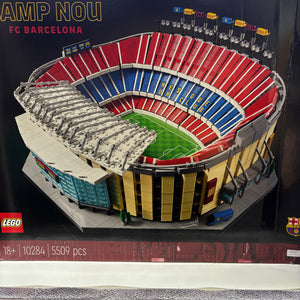 AMP NOU
FC BARCELONA
LEGO
18+ 10284 5509 pcs